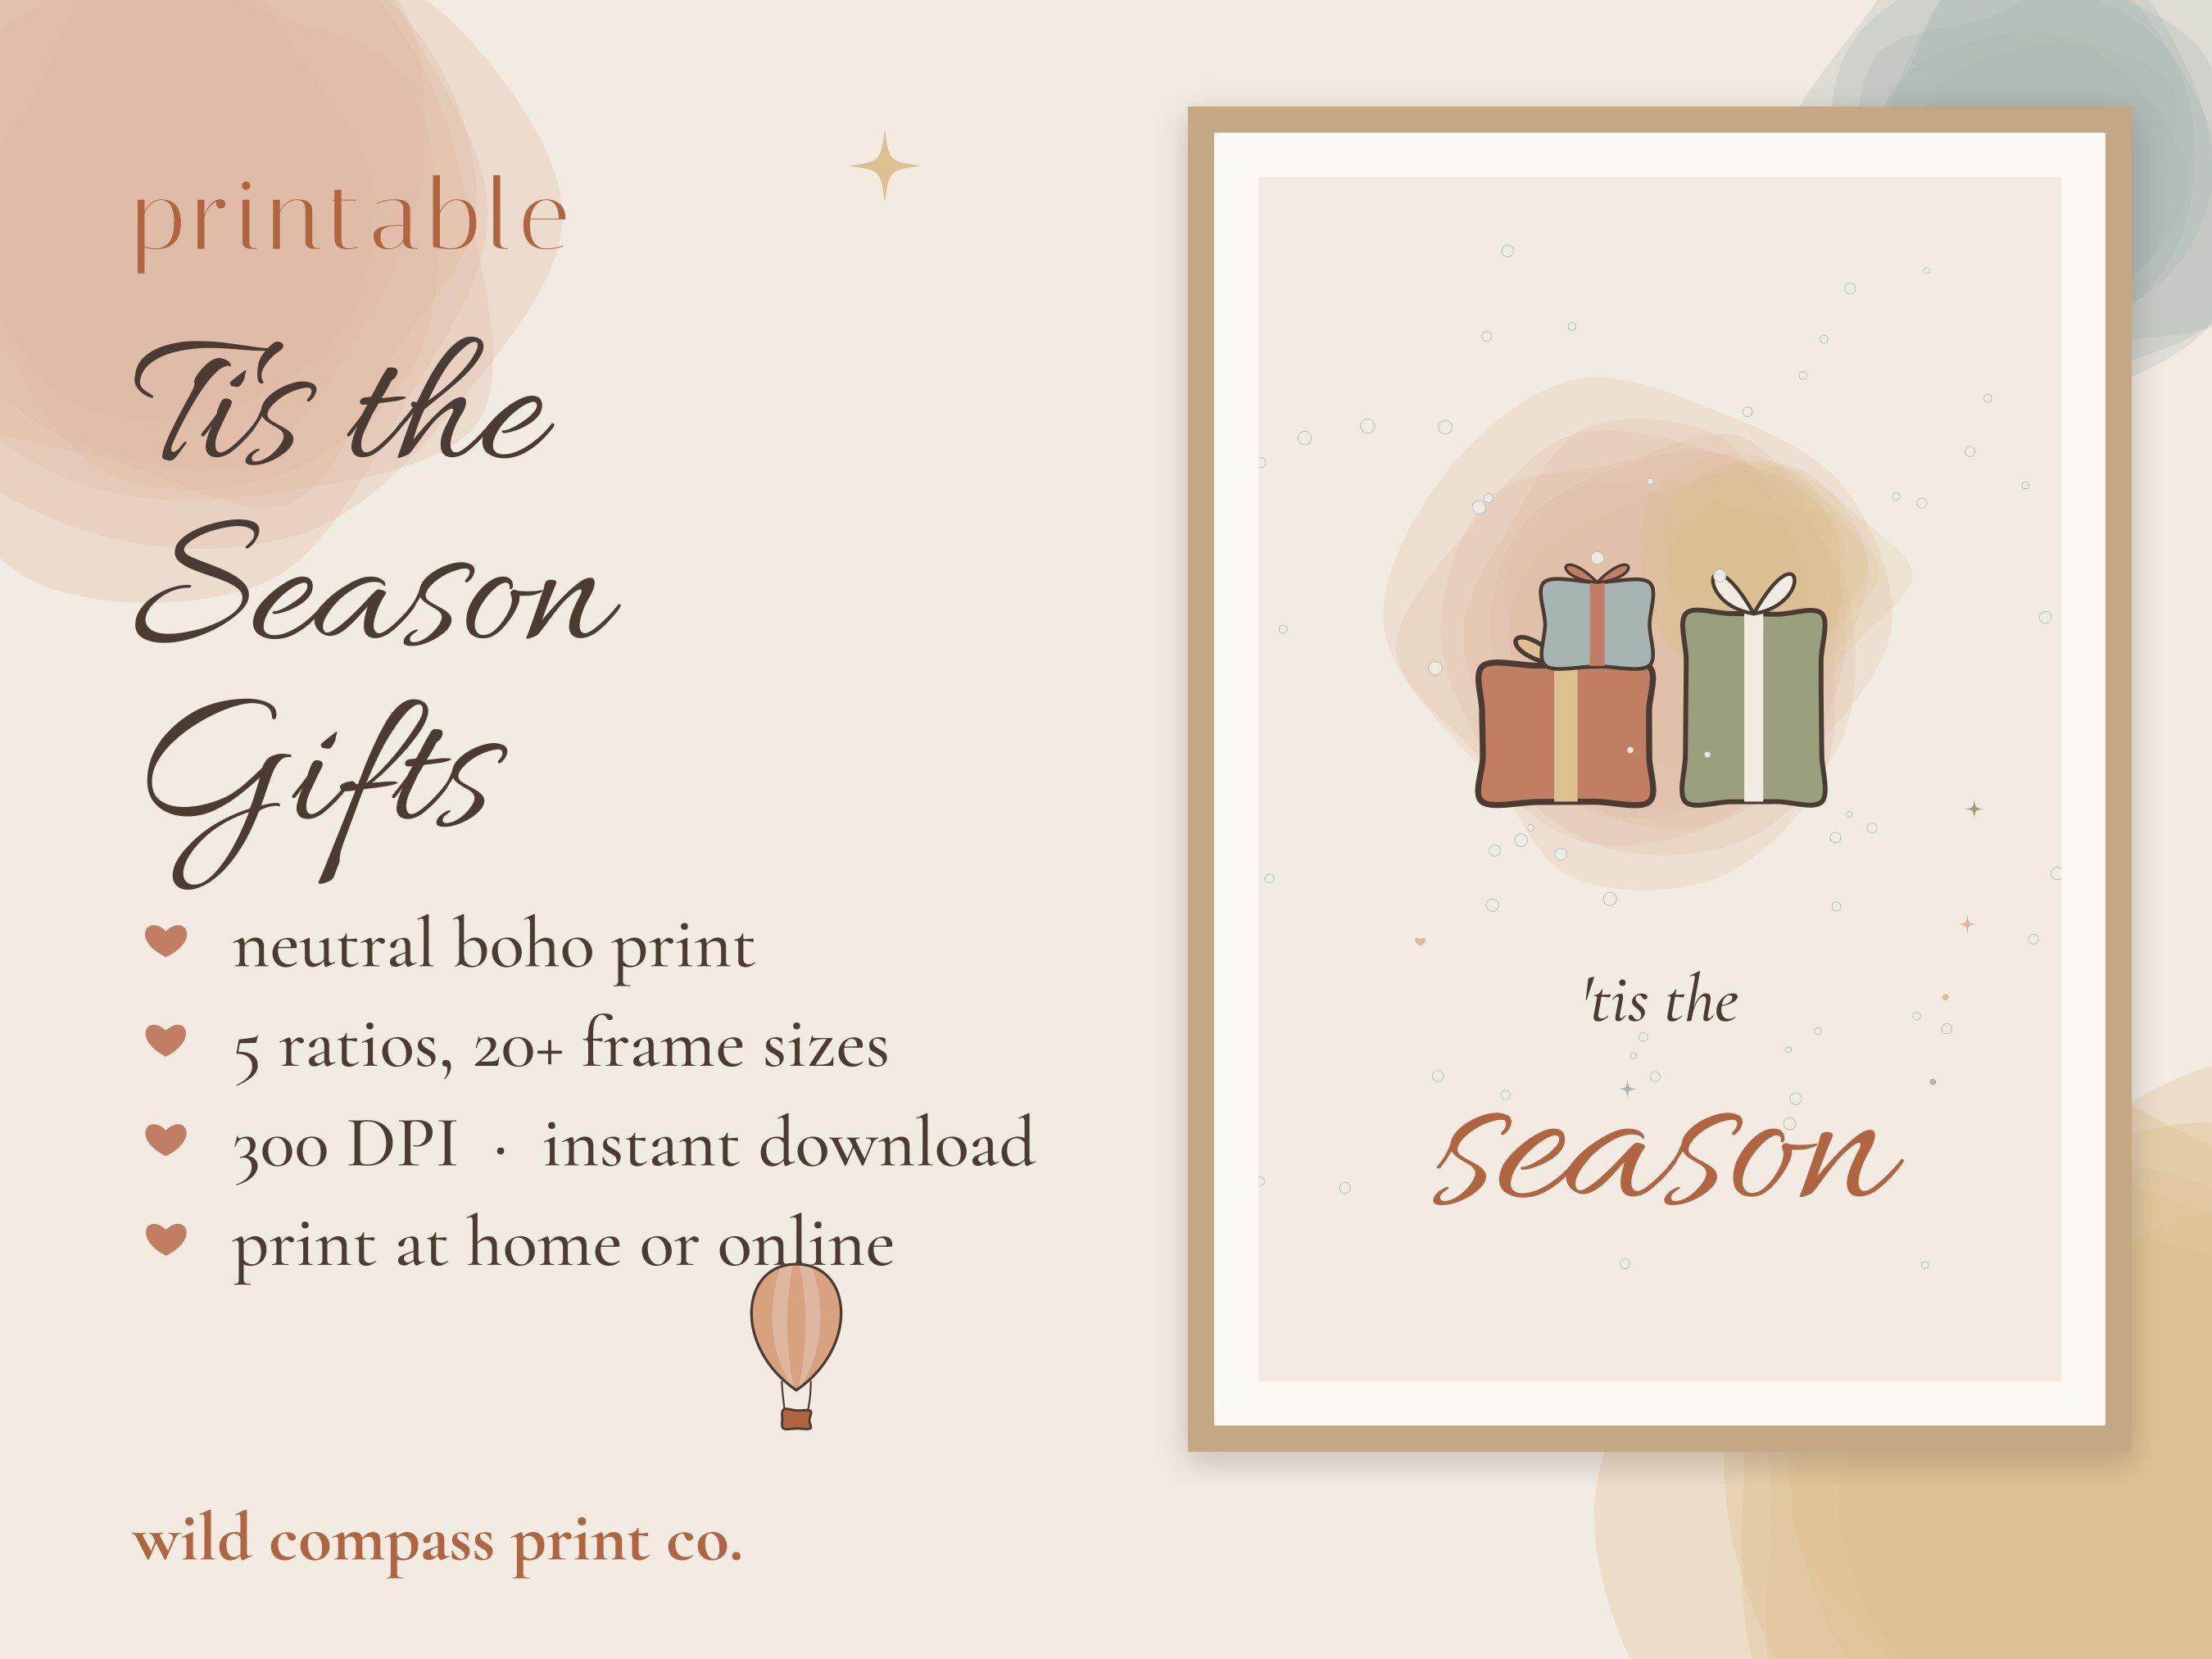 printable
'Tis the
Season
Gifts
neutral boho print
5 ratios, 20+ frame sizes
300 DPI · instant download
print at home or online
wild compass print co.
'tis the
season